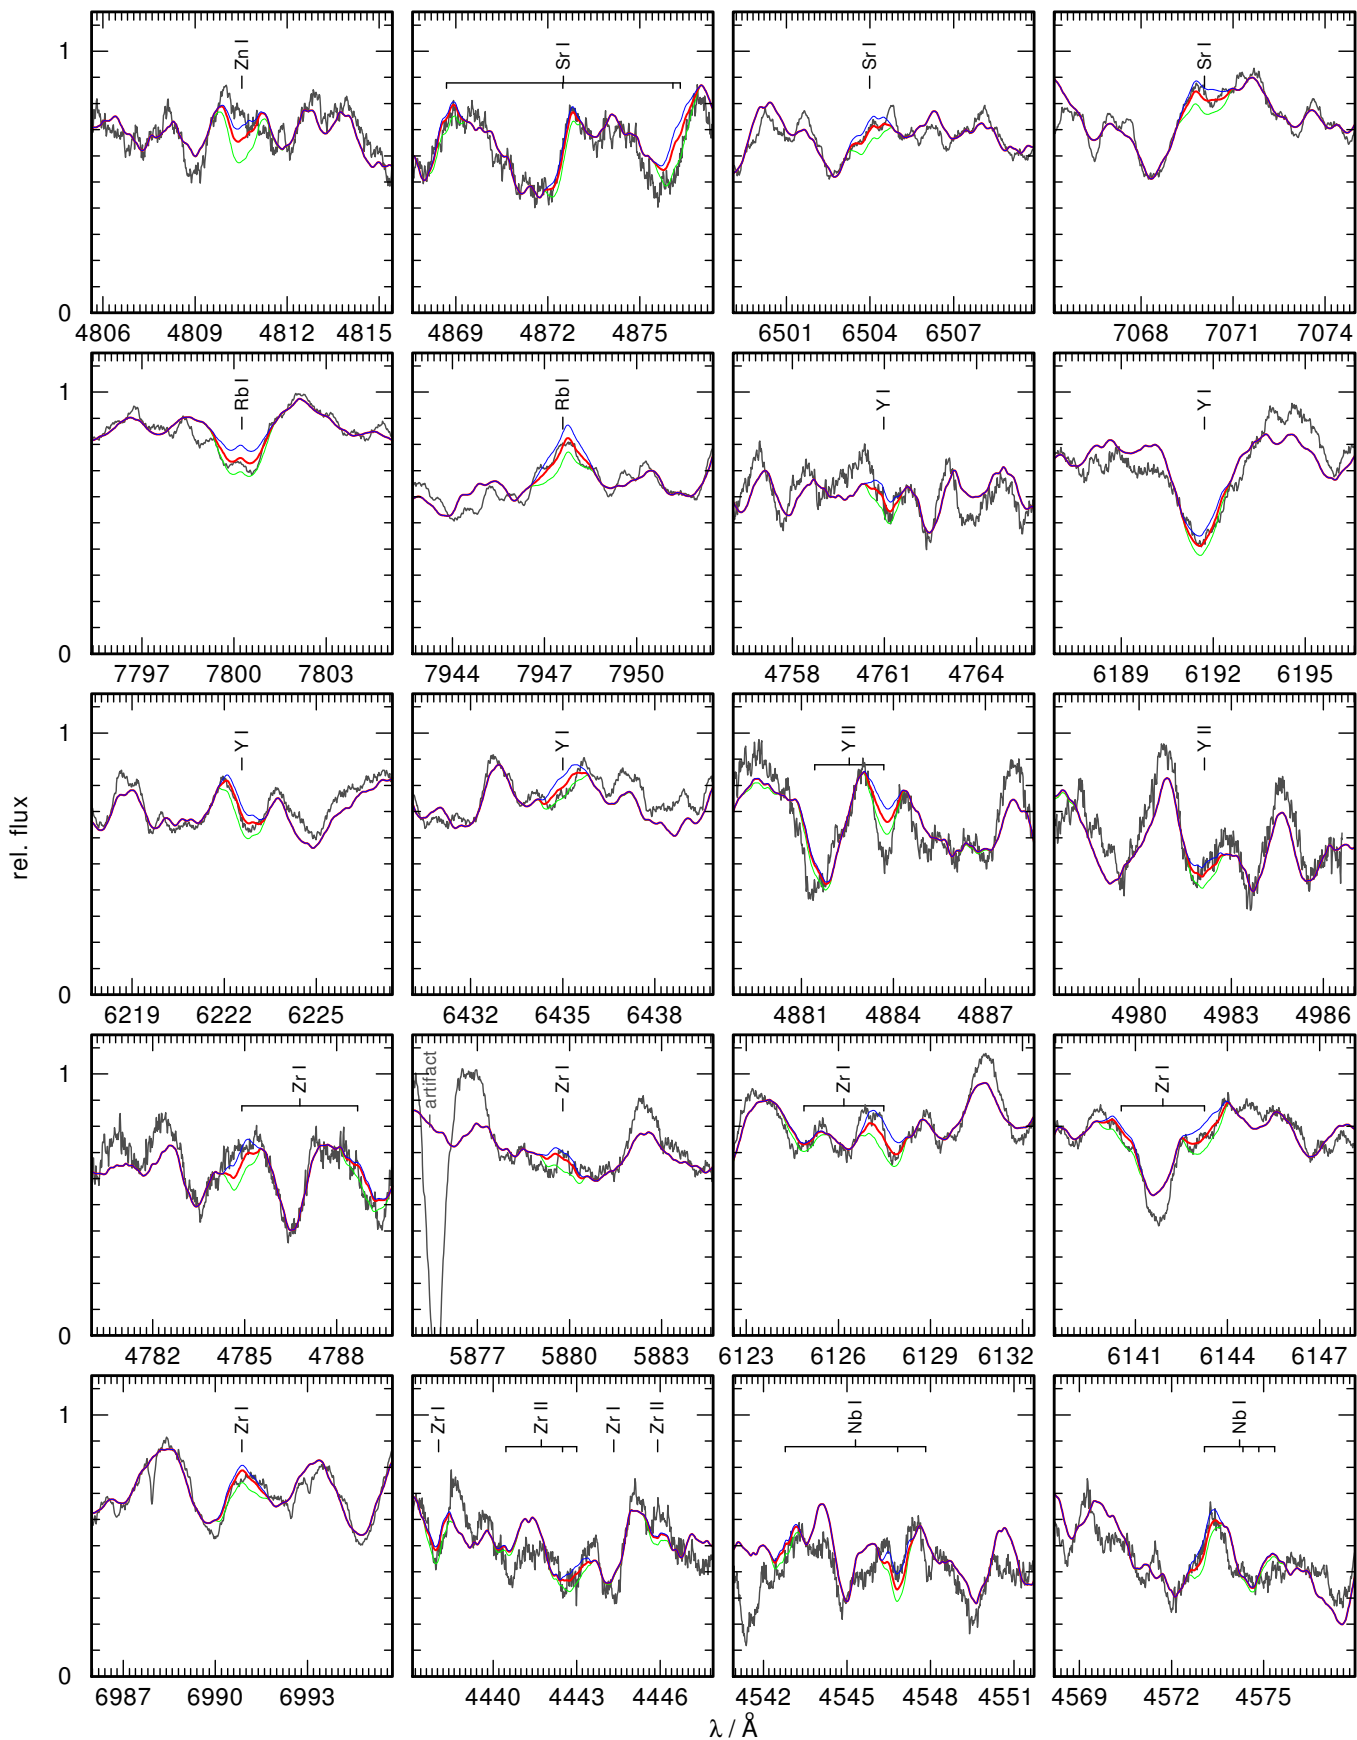 Zn I
Sr I
Sr I
Sr I
1
0
4806 4809 4812 4815
4869 4872 4875
6501 6504 6507
7068 7071 7074
Rb I
Rb I
Y I
Y I
1
0
7797 7800 7803
7944 7947 7950
4758 4761 4764
6189 6192 6195
Y I
Y I
Y II
Y II
1
0
6219 6222 6225
6432 6435 6438
4881 4884 4887
4980 4983 4986
rel. flux
Zr I
artifact
Zr I
Zr I
Zr I
1
0
4782 4785 4788
5877 5880 5883
6123 6126 6129 6132
6141 6144 6147
Zr I
Zr I
Zr II
Zr I
Zr II
Nb I
Nb I
1
0
6987 6990 6993
4440 4443 4446
4542 4545 4548 4551
4569 4572 4575
λ / Å